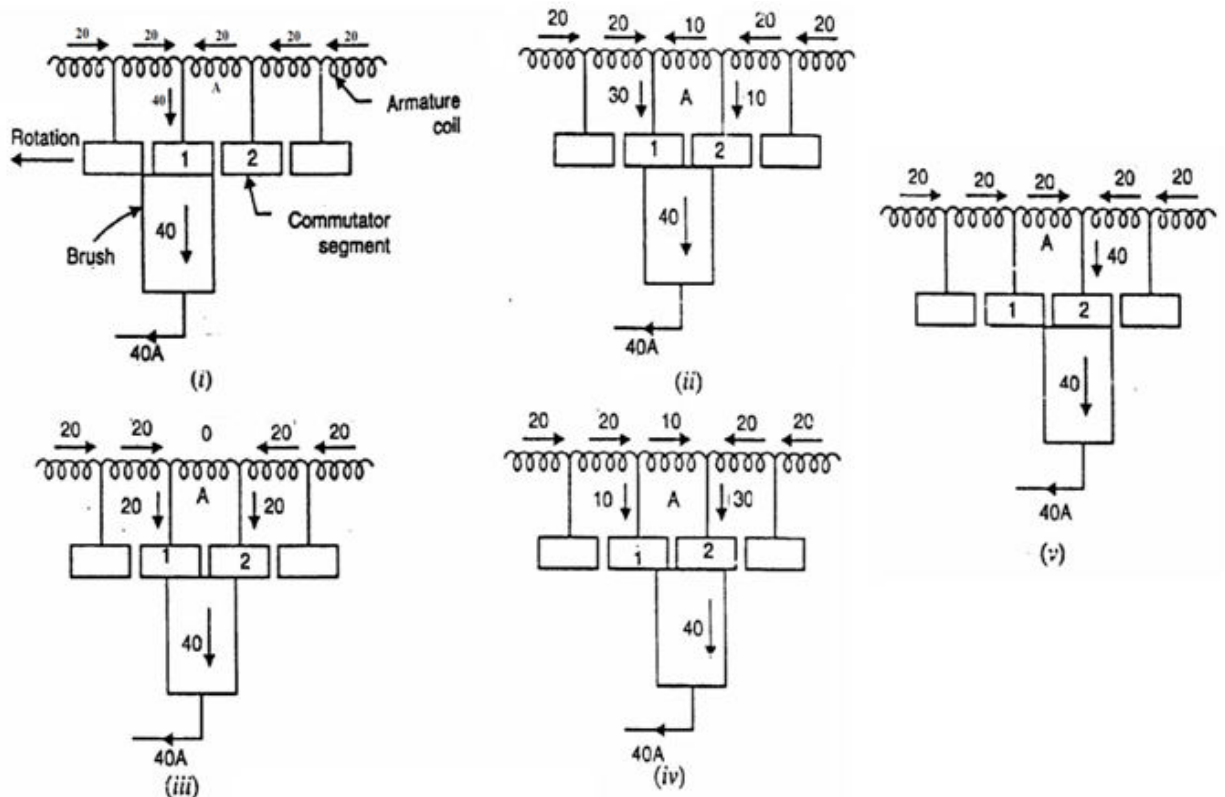 20 20 20 20 20
A
40
Armature
coil
Rotation
1 2
Commutator
segment
Brush
40
40A
(i)
20 20 10 20 20
30 A 10
1 2
40
40A
(ii)
20 20 20 20 20
A
40
1 2
40
40A
(v)
20 20 0 20 20
20 A 20
1 2
40
40A
(iii)
20 20 10 20 20
10 A 30
1 2
40
40A
(iv)